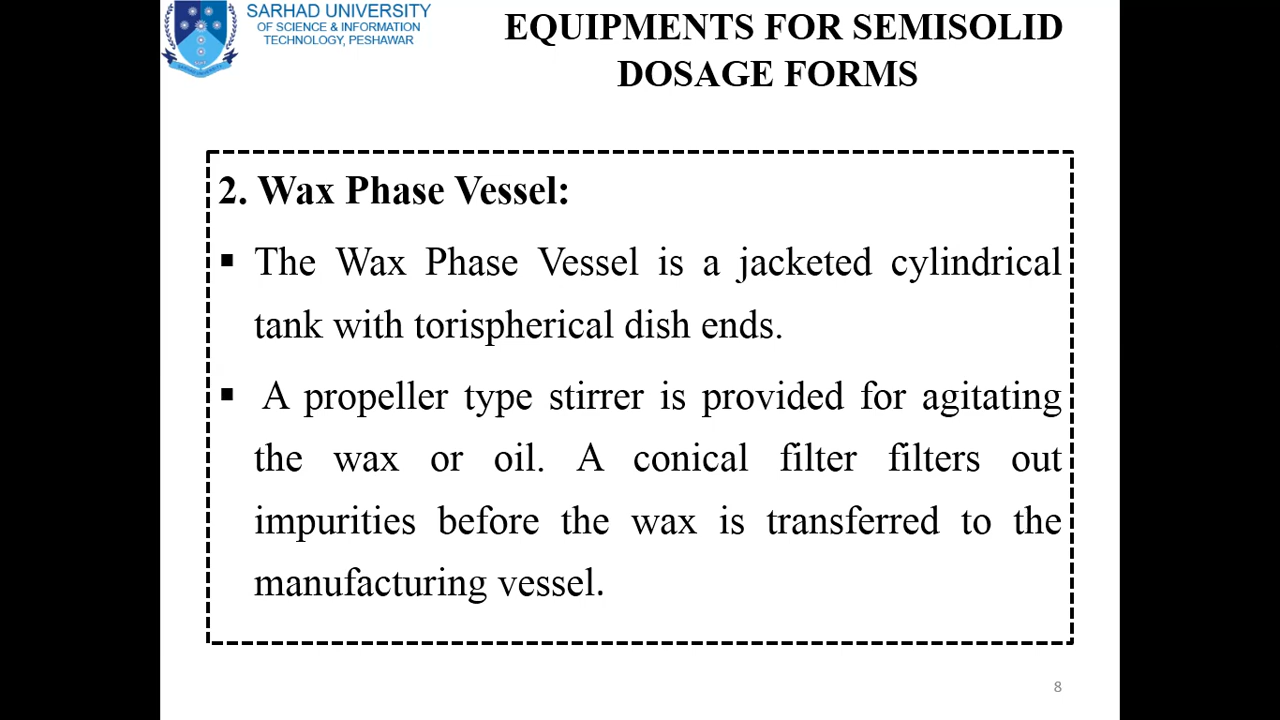 SARHAD UNIVERSITY
OF SCIENCE & INFORMATION
TECHNOLOGY, PESHAWAR
EQUIPMENTS FOR SEMISOLID
DOSAGE FORMS
2. Wax Phase Vessel:
▪ The Wax Phase Vessel is a jacketed cylindrical
tank with torispherical dish ends.
▪ A propeller type stirrer is provided for agitating
the wax or oil. A conical filter filters out
impurities before the wax is transferred to the
manufacturing vessel.
8